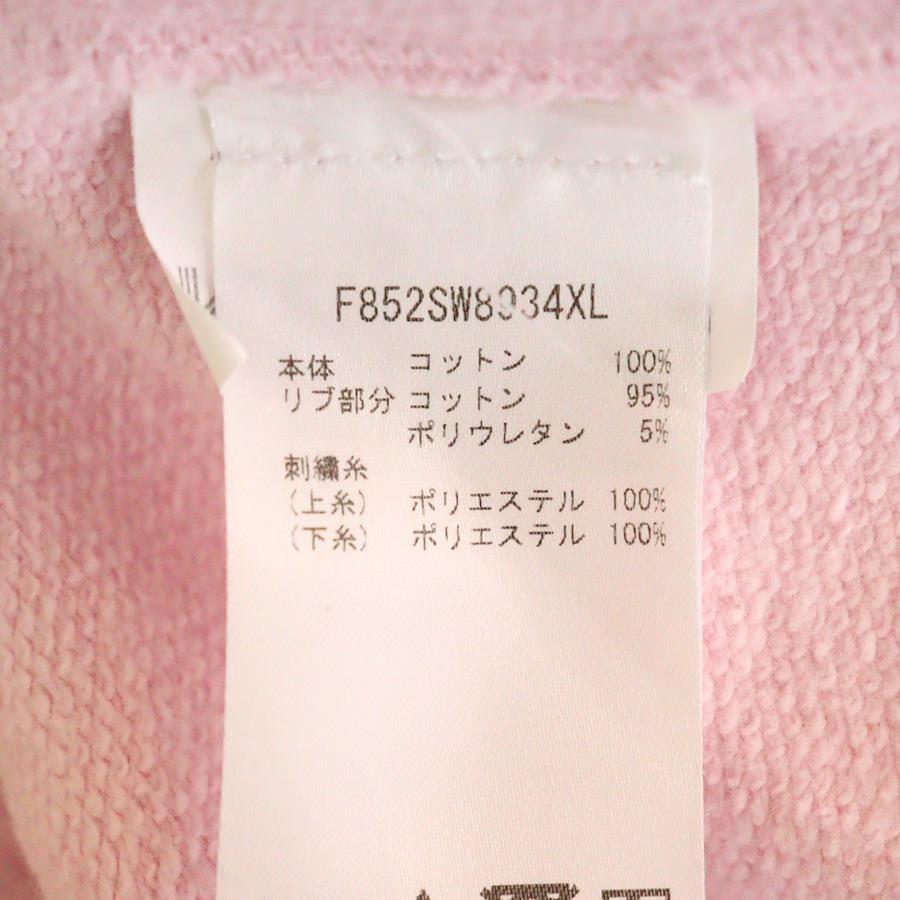 F852SW8934XL
本体 コットン 100%
リブ部分 コットン 95%
ポリウレタン 5%
刺繍糸
(上糸) ポリエステル 100%
(下糸) ポリエステル 100%